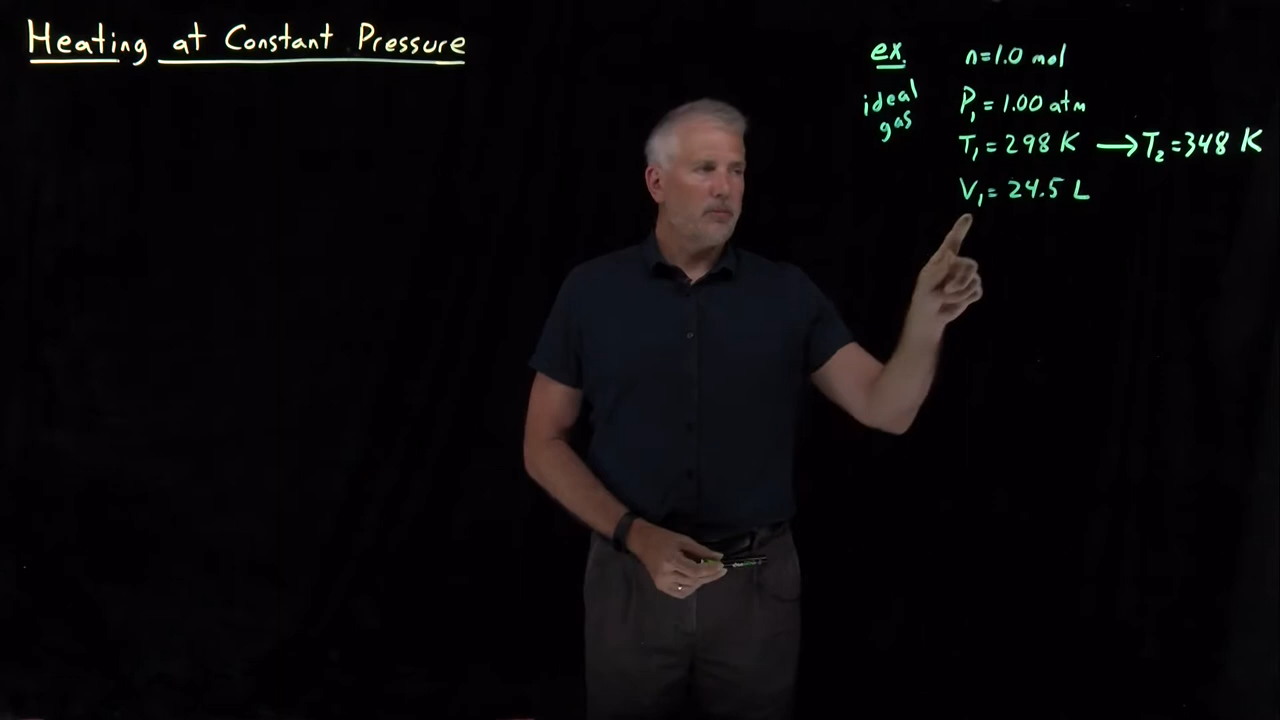 Heating at Constant Pressure
ex. n=1.0 mol
ideal gas
P₁ = 1.00 atm
T₁ = 298 K → T₂ = 348 K
V₁ = 24.5 L